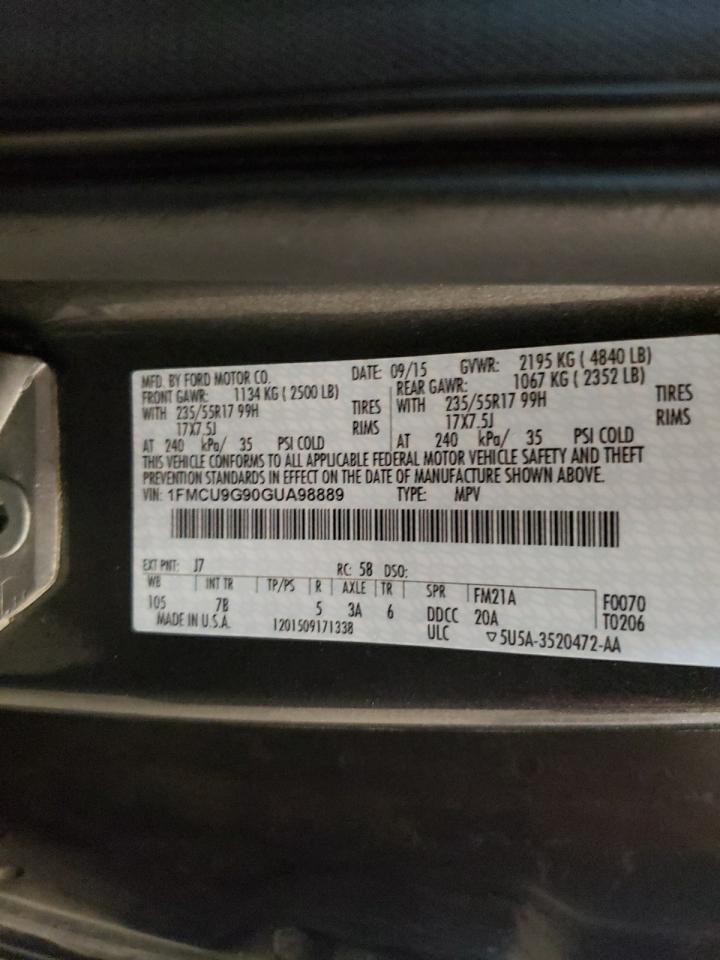 MFD. BY FORD MOTOR CO. DATE: 09/15 GVWR: 2195 KG ( 4840 LB)
FRONT GAWR: 1134 KG ( 2500 LB) REAR GAWR: 1067 KG ( 2352 LB)
WITH 235/55R17 99H TIRES WITH 235/55R17 99H TIRES
17X7.5J RIMS 17X7.5J RIMS
AT 240 kPa/ 35 PSI COLD AT 240 kPa/ 35 PSI COLD
THIS VEHICLE CONFORMS TO ALL APPLICABLE FEDERAL MOTOR VEHICLE SAFETY AND THEFT
PREVENTION STANDARDS IN EFFECT ON THE DATE OF MANUFACTURE SHOWN ABOVE.
VIN: 1FMCU9G90GUA98889 TYPE: MPV
EXT PNT: J7 RC: 58 DSO:
WB INT TR TP/PS R AXLE TR SPR FM21A F0070
105 7B 5 3A 6 DDCC 20A T0206
MADE IN U.S.A. 1201509171338 ULC ▽5U5A-3520472-AA